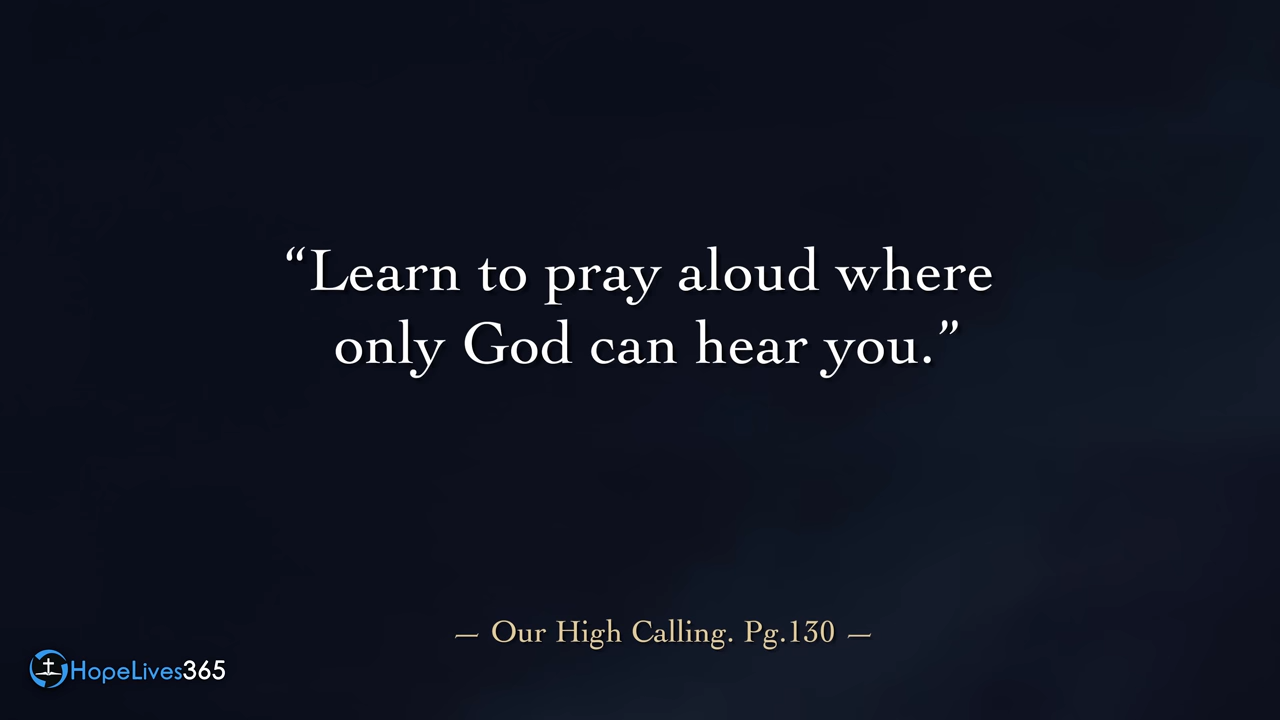 “Learn to pray aloud where
only God can hear you.”
— Our High Calling. Pg.130 —
HopeLives365